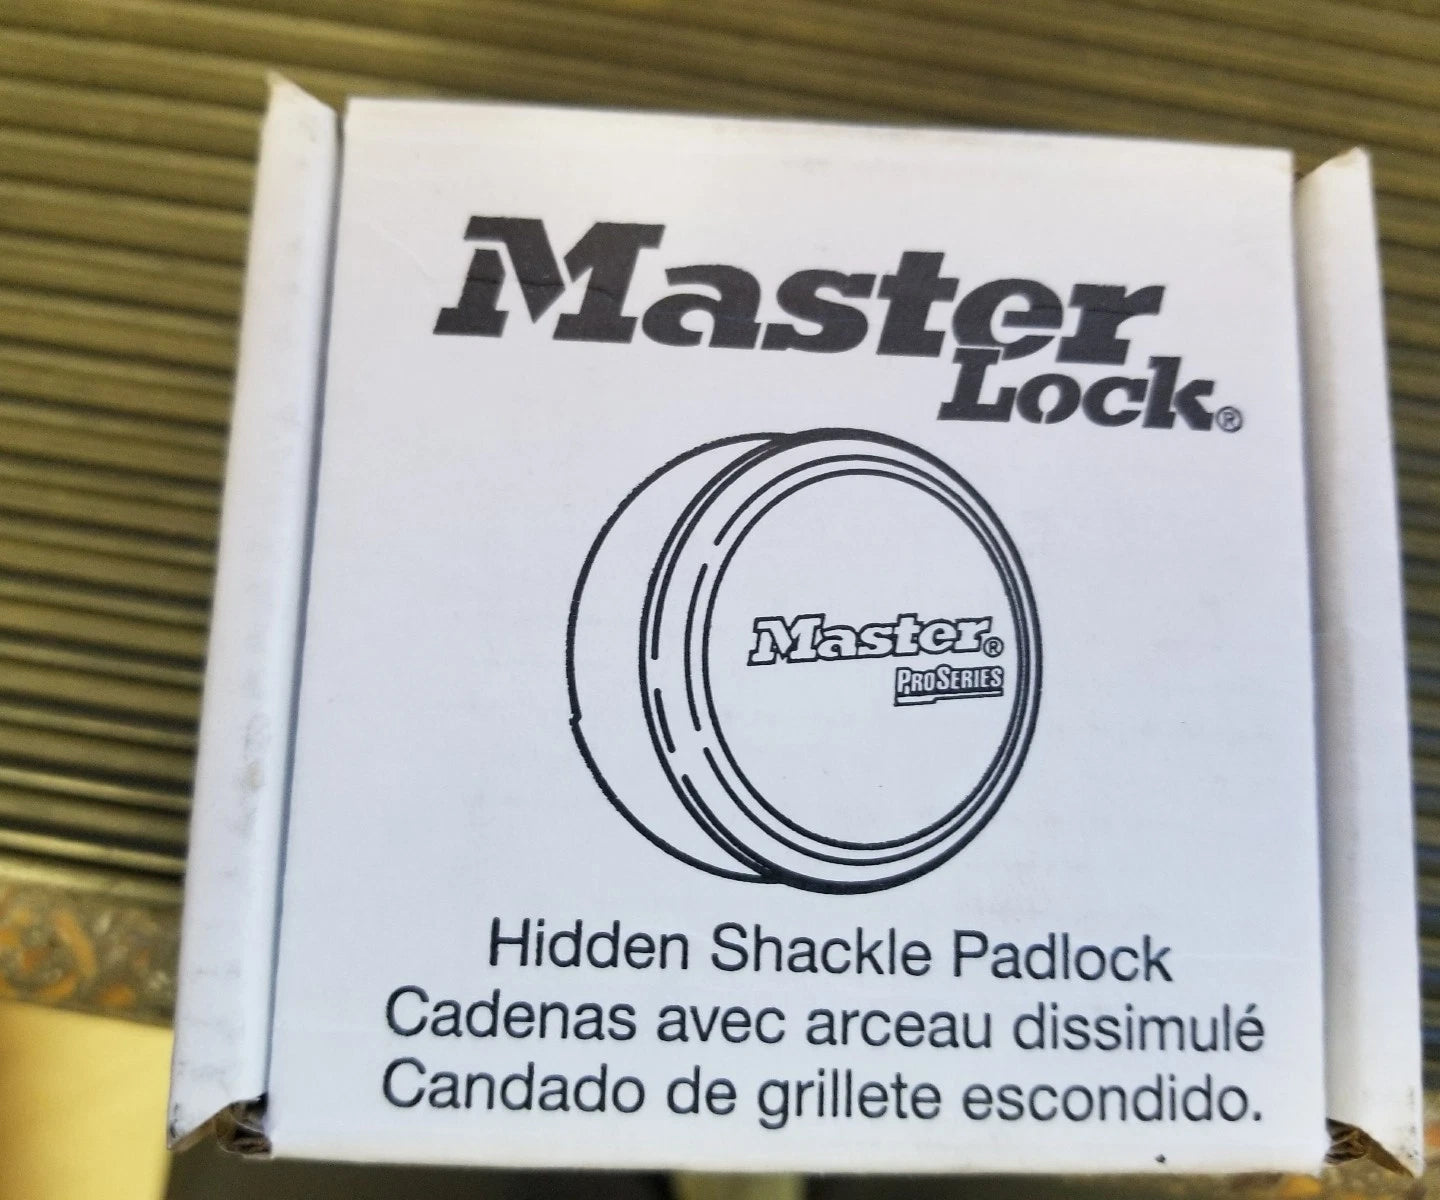 Master
Lock®
Master®
ProSeries
Hidden Shackle Padlock
Cadenas avec arceau dissimulé
Candado de grillete escondido.